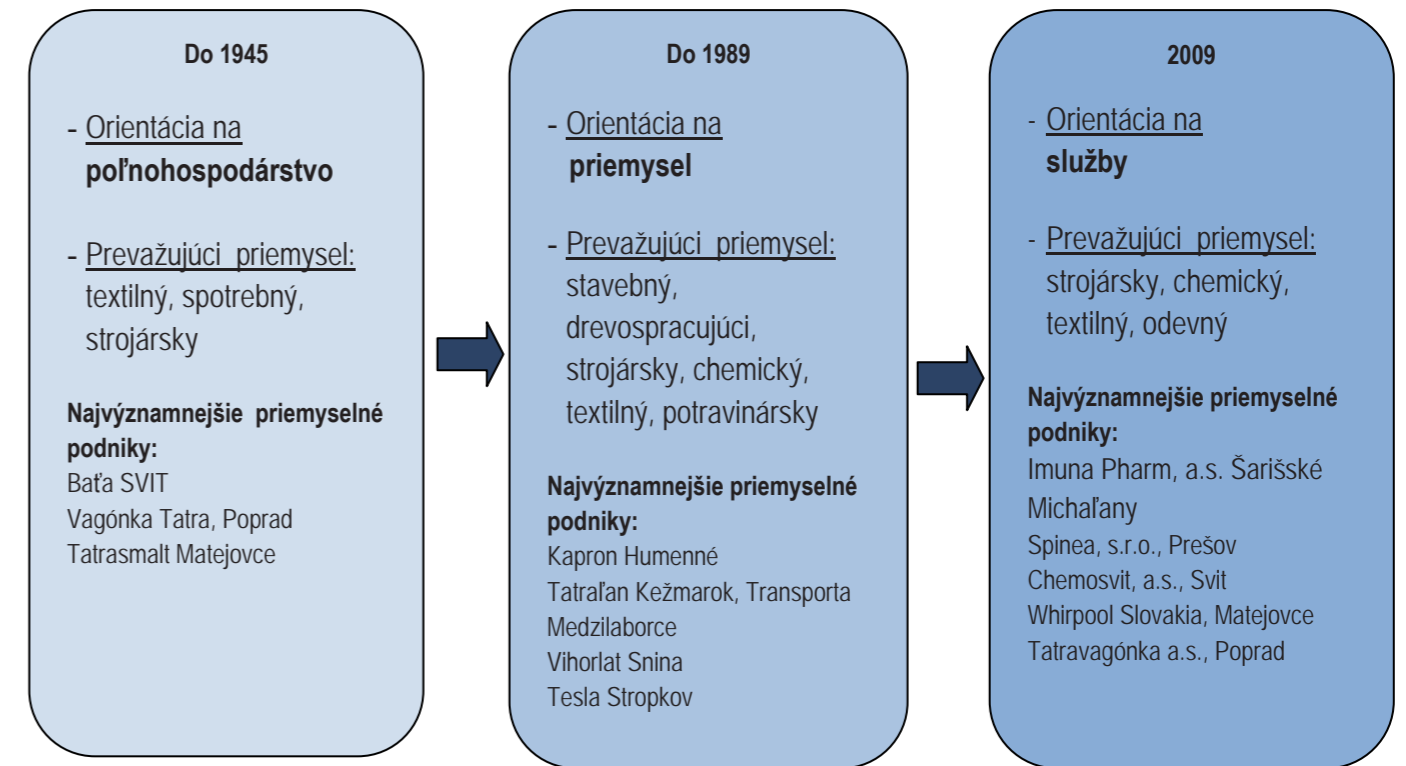 Do 1945
- Orientácia na
poľnohospodárstvo
- Prevažujúci priemysel:
textilný, spotrebný,
strojársky
Najvýznamnejšie priemyselné
podniky:
Baťa SVIT
Vagónka Tatra, Poprad
Tatrasmalt Matejovce
Do 1989
- Orientácia na
priemysel
- Prevažujúci priemysel:
stavebný,
drevospracujúci,
strojársky, chemický,
textilný, potravinársky
Najvýznamnejšie priemyselné
podniky:
Kapron Humenné
Tatraľan Kežmarok, Transporta
Medzilaborce
Vihorlat Snina
Tesla Stropkov
2009
- Orientácia na
služby
- Prevažujúci priemysel:
strojársky, chemický,
textilný, odevný
Najvýznamnejšie priemyselné
podniky:
Imuna Pharm, a.s. Šarišské
Michaľany
Spinea, s.r.o., Prešov
Chemosvit, a.s., Svit
Whirpool Slovakia, Matejovce
Tatravagónka a.s., Poprad